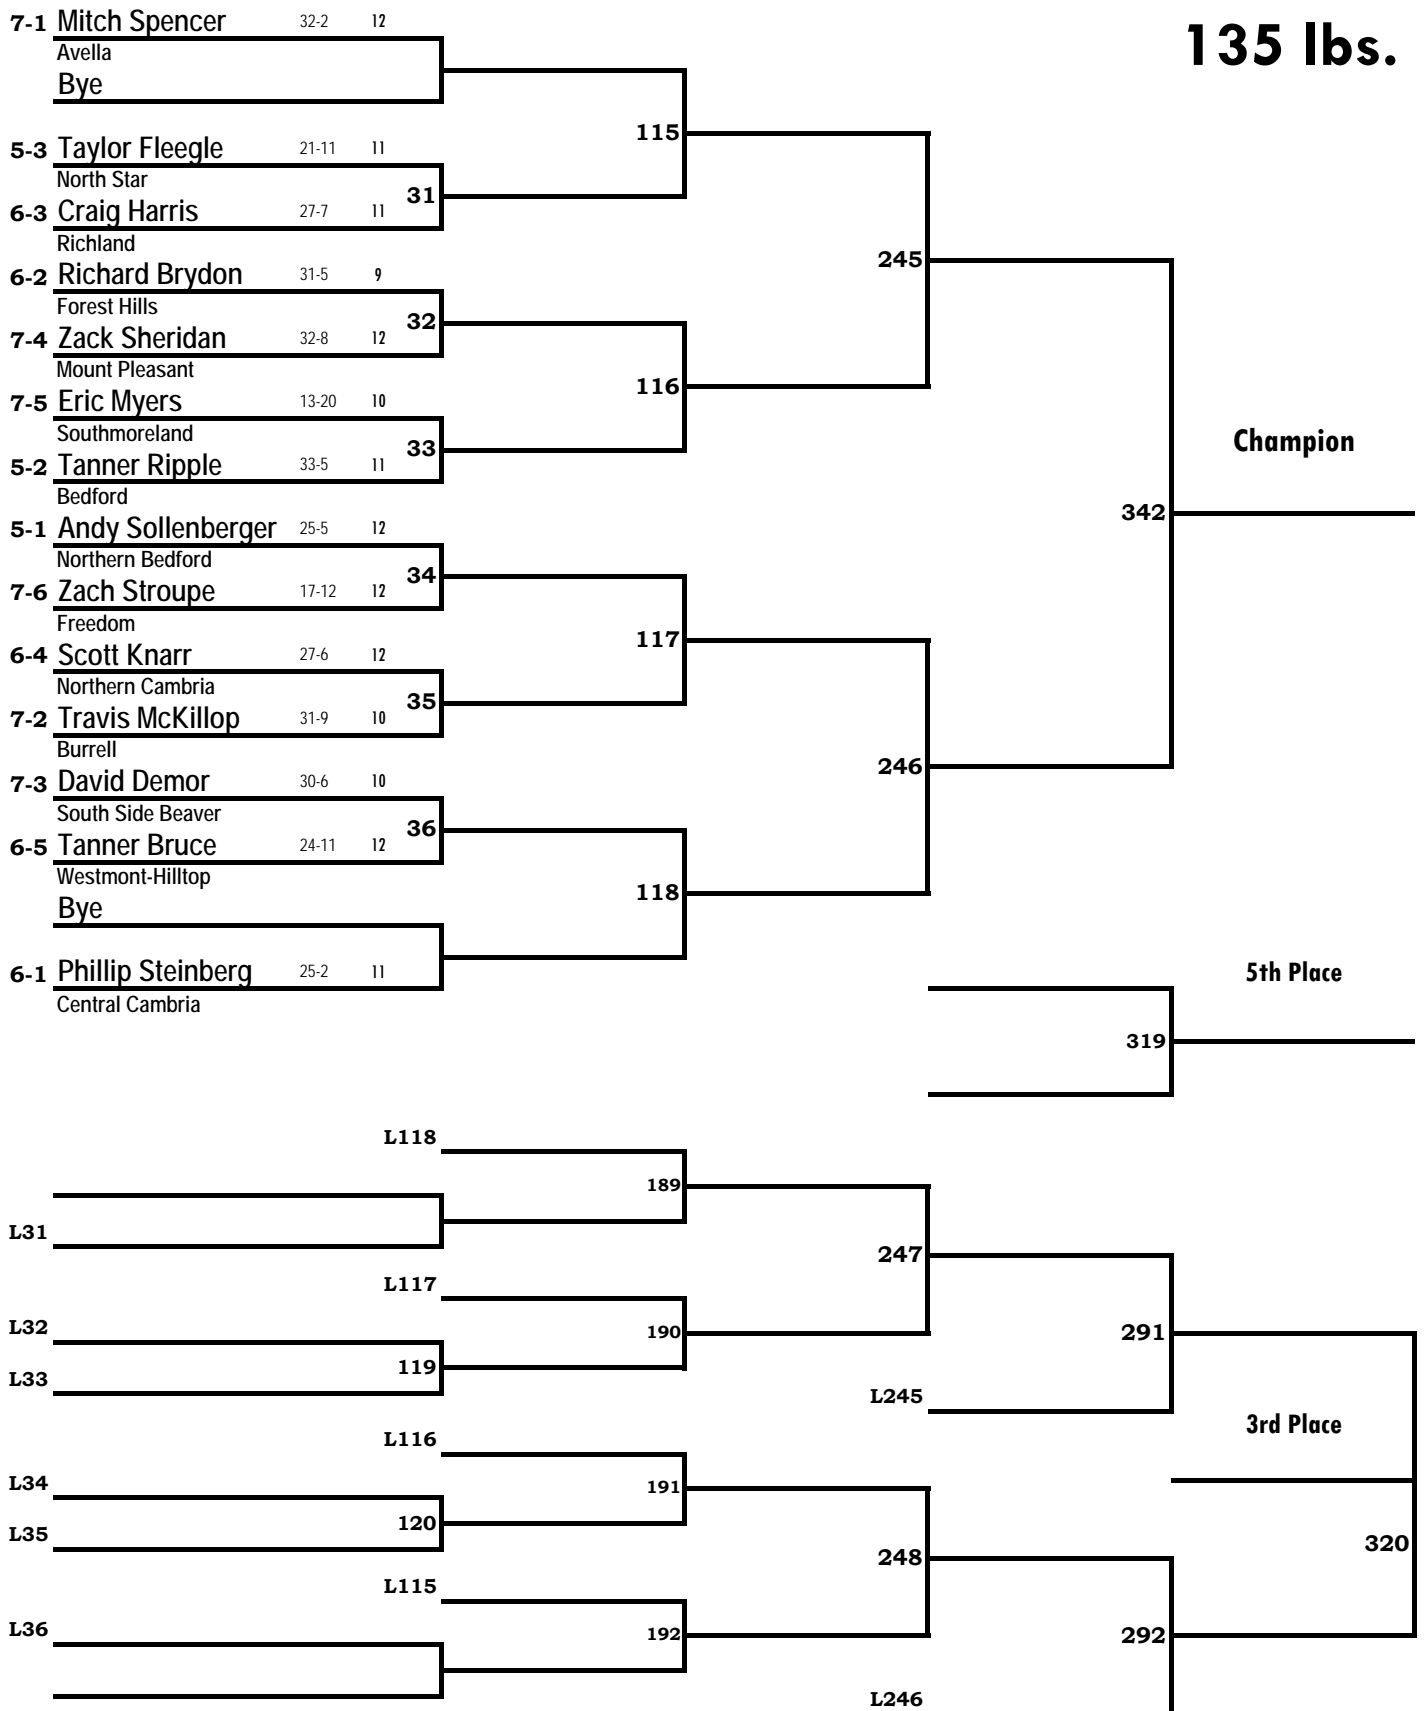 135 lbs.
7-1 Mitch Spencer 32-2 12
Avella
Bye
115
5-3 Taylor Fleegle 21-11 11
North Star
31
6-3 Craig Harris 27-7 11
Richland
245
6-2 Richard Brydon 31-5 9
Forest Hills
32
7-4 Zack Sheridan 32-8 12
Mount Pleasant
116
7-5 Eric Myers 13-20 10
Southmoreland
33
Champion
5-2 Tanner Ripple 33-5 11
Bedford
342
5-1 Andy Sollenberger 25-5 12
Northern Bedford
34
7-6 Zach Stroupe 17-12 12
Freedom
117
6-4 Scott Knarr 27-6 12
Northern Cambria
35
7-2 Travis McKillop 31-9 10
Burrell
246
7-3 David Demor 30-6 10
South Side Beaver
36
6-5 Tanner Bruce 24-11 12
Westmont-Hilltop
118
Bye
6-1 Phillip Steinberg 25-2 11
5th Place
Central Cambria
319
L118
189
L31
247
L117
L32
190
291
119
L33
L245
3rd Place
L116
L34
191
120
L35
320
248
L115
L36
192
292
L246